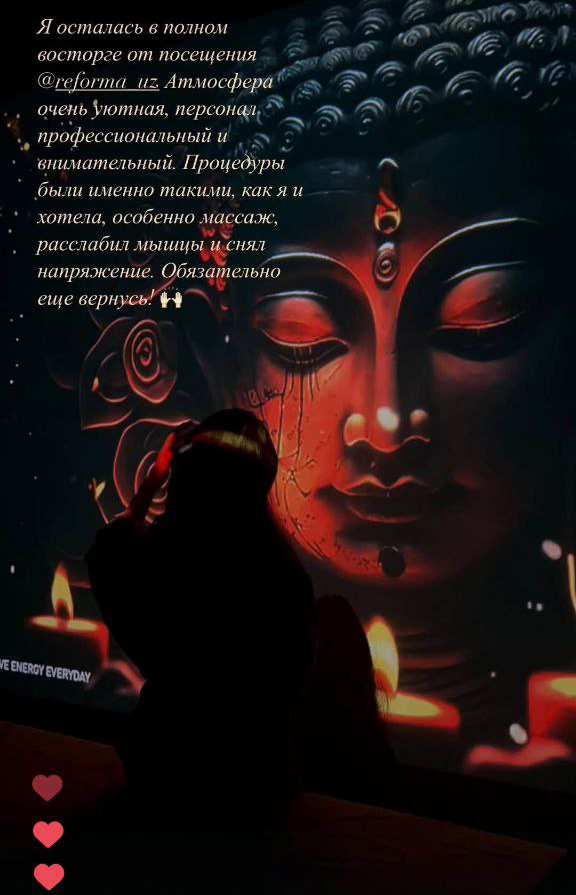 Я осталась в полном
восторге от посещения
@reforma_uz Атмосфера
очень уютная, персонал
профессиональный и
внимательный. Процедуры
были именно такими, как я и
хотела, особенно массаж,
расслабил мышцы и снял
напряжение. Обязательно
еще вернусь! 🙌🏻
VE ENERGY EVERYDAY